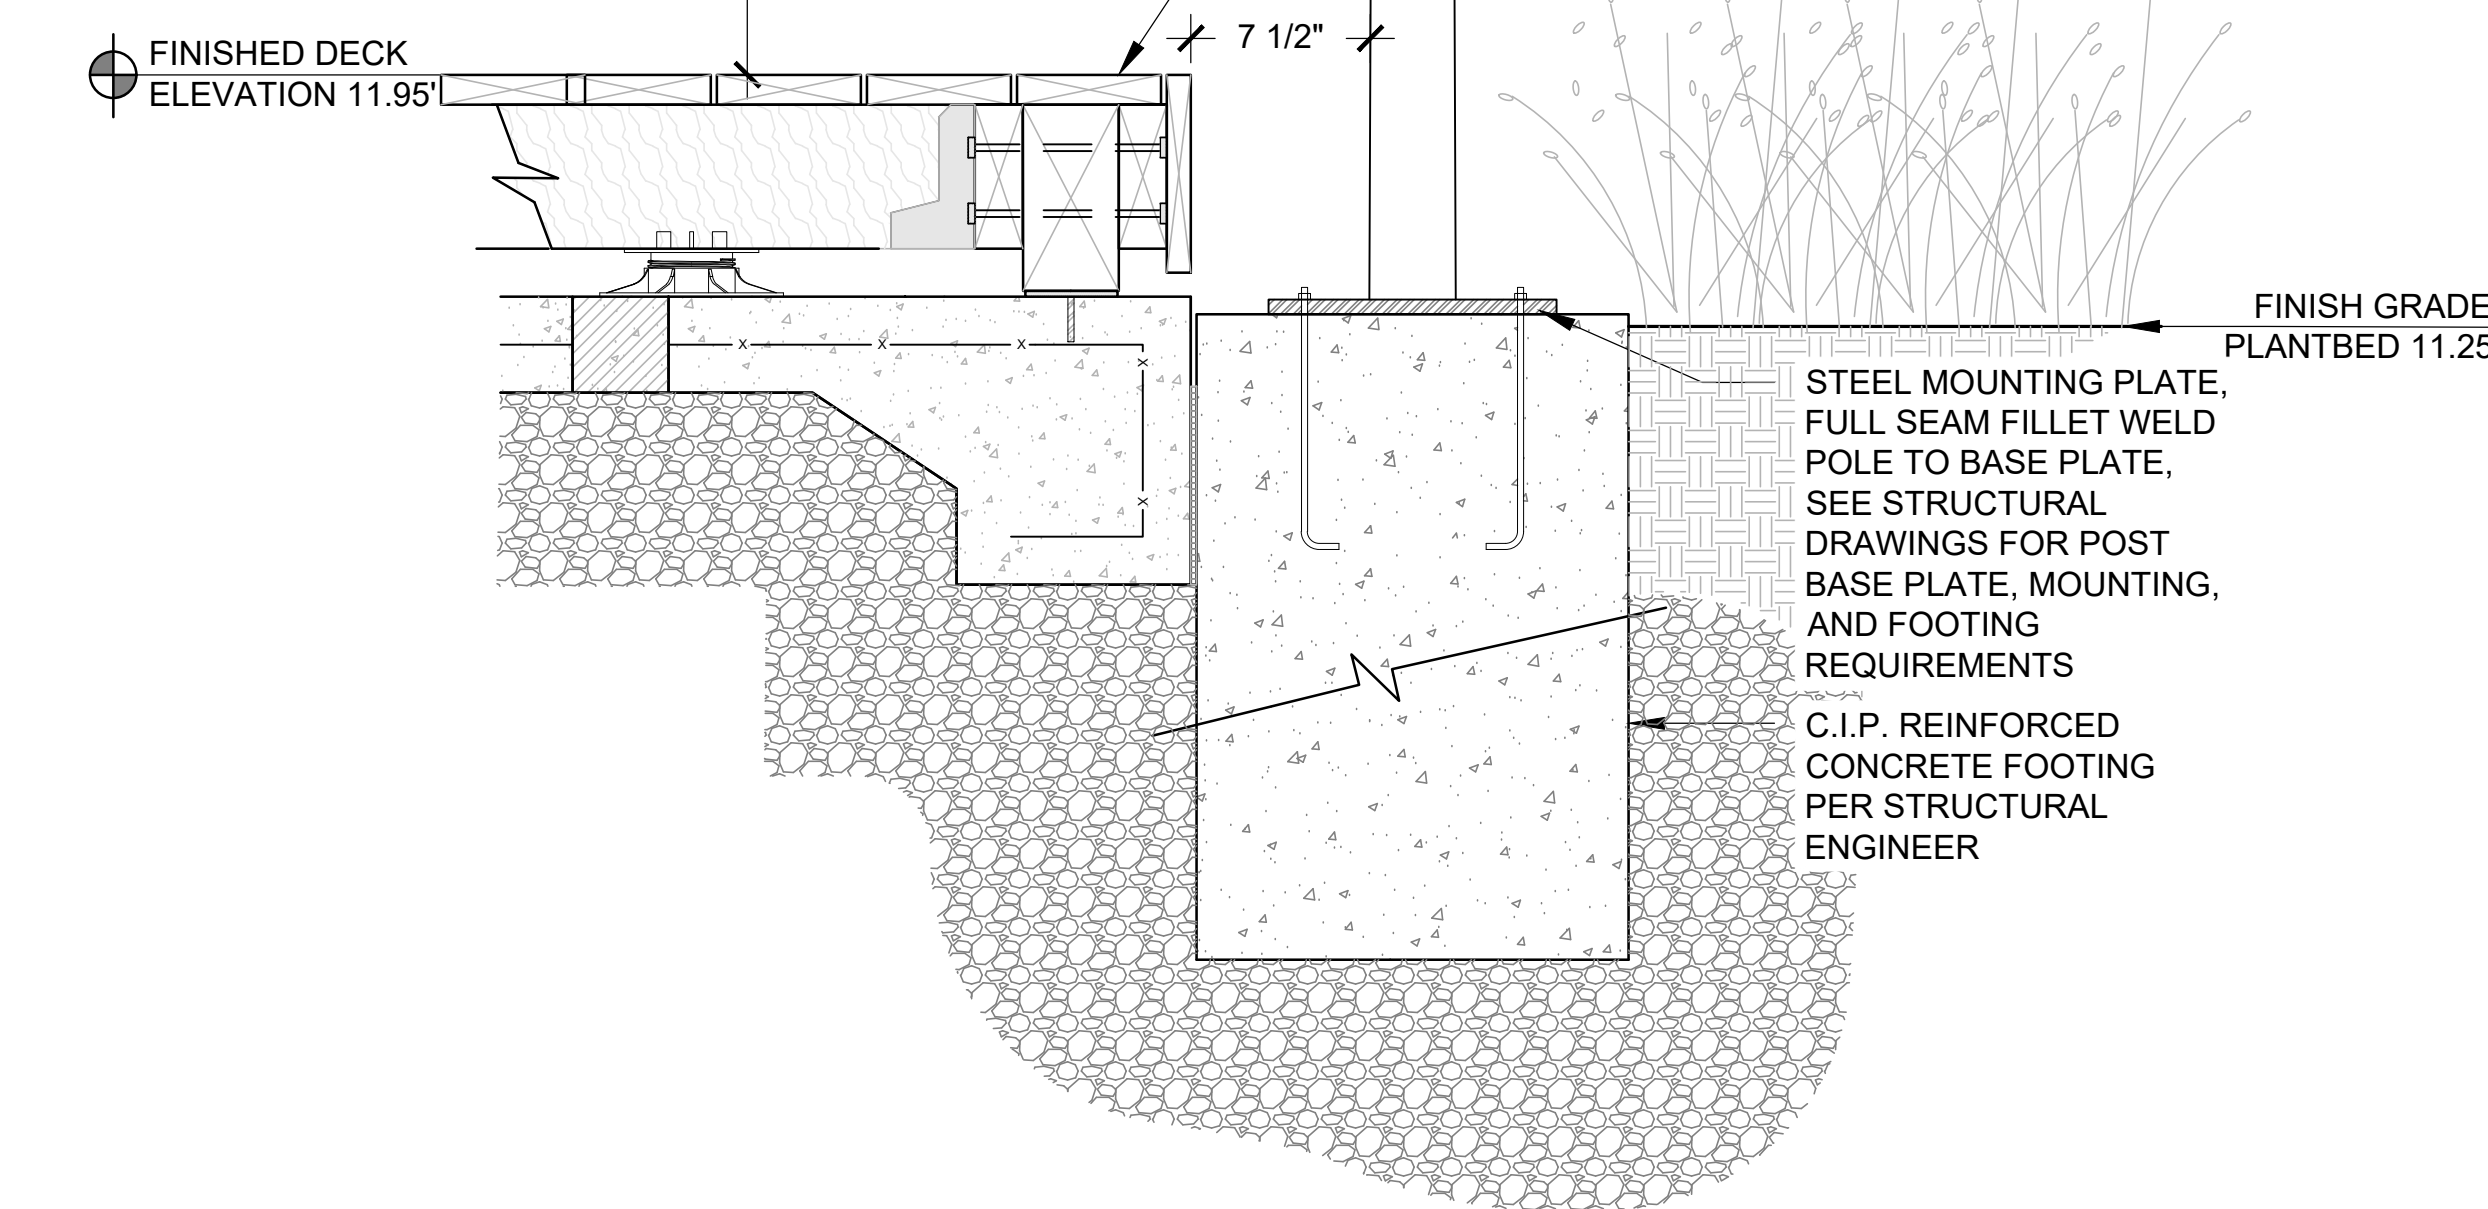 FINISHED DECK
ELEVATION 11.95'
7 1/2"
FINISH GRADE
PLANTBED 11.25
STEEL MOUNTING PLATE,
FULL SEAM FILLET WELD
POLE TO BASE PLATE,
SEE STRUCTURAL
DRAWINGS FOR POST
BASE PLATE, MOUNTING,
AND FOOTING
REQUIREMENTS
C.I.P. REINFORCED
CONCRETE FOOTING
PER STRUCTURAL
ENGINEER
x x x
x
x